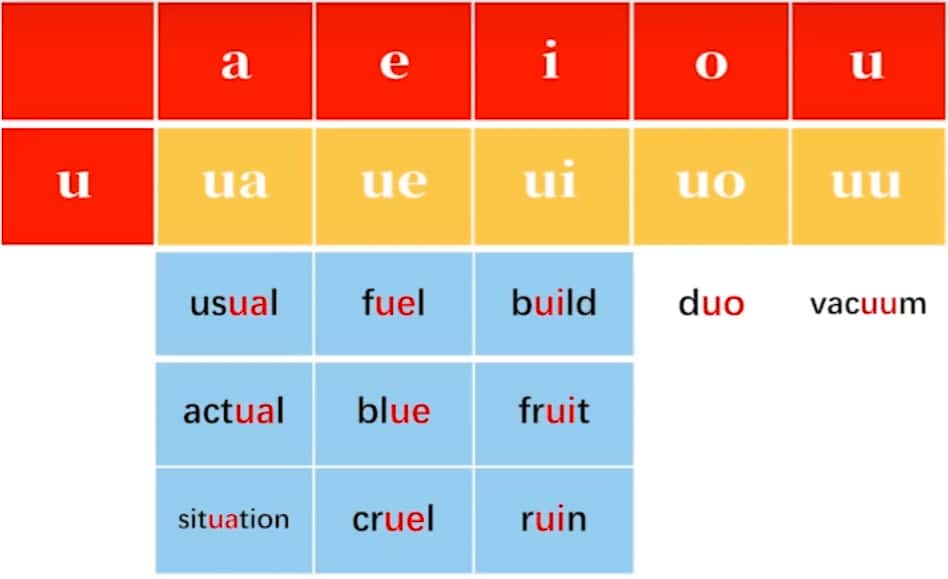 a e i o u
u ua ue ui uo uu
usual fuel build duo vacuum
actual blue fruit
situation cruel ruin